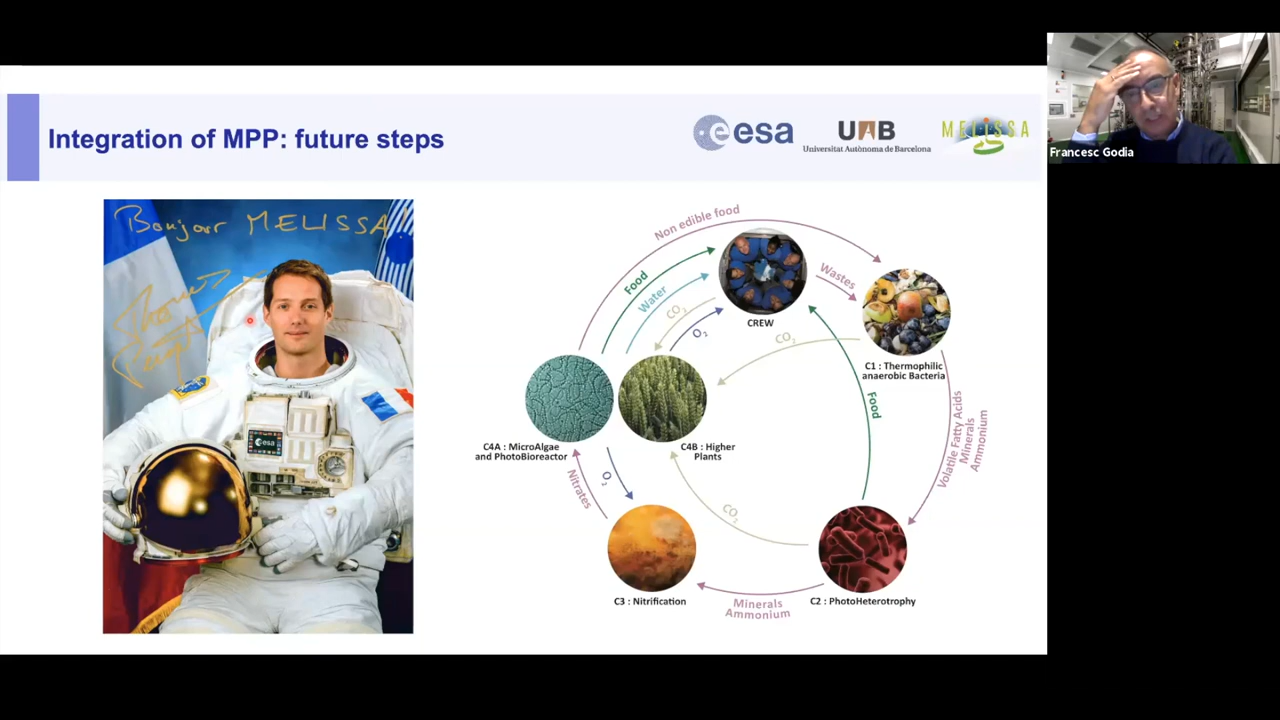 Integration of MPP: future steps
esa
UAB
Universitat Autònoma de Barcelona
MELiSSA
Francesc Godia
Bonjour MELISSA
esa
Non edible food
Food
Water
CO2
O2
CREW
Wastes
C1 : Thermophilic
anaerobic Bacteria
CO2
Food
Volatile Fatty Acids
Minerals
Ammonium
C4A : MicroAlgae
and PhotoBioreactor
C4B : Higher
Plants
Nitrates
O2
CO2
C3 : Nitrification
Minerals
Ammonium
C2 : PhotoHeterotrophy